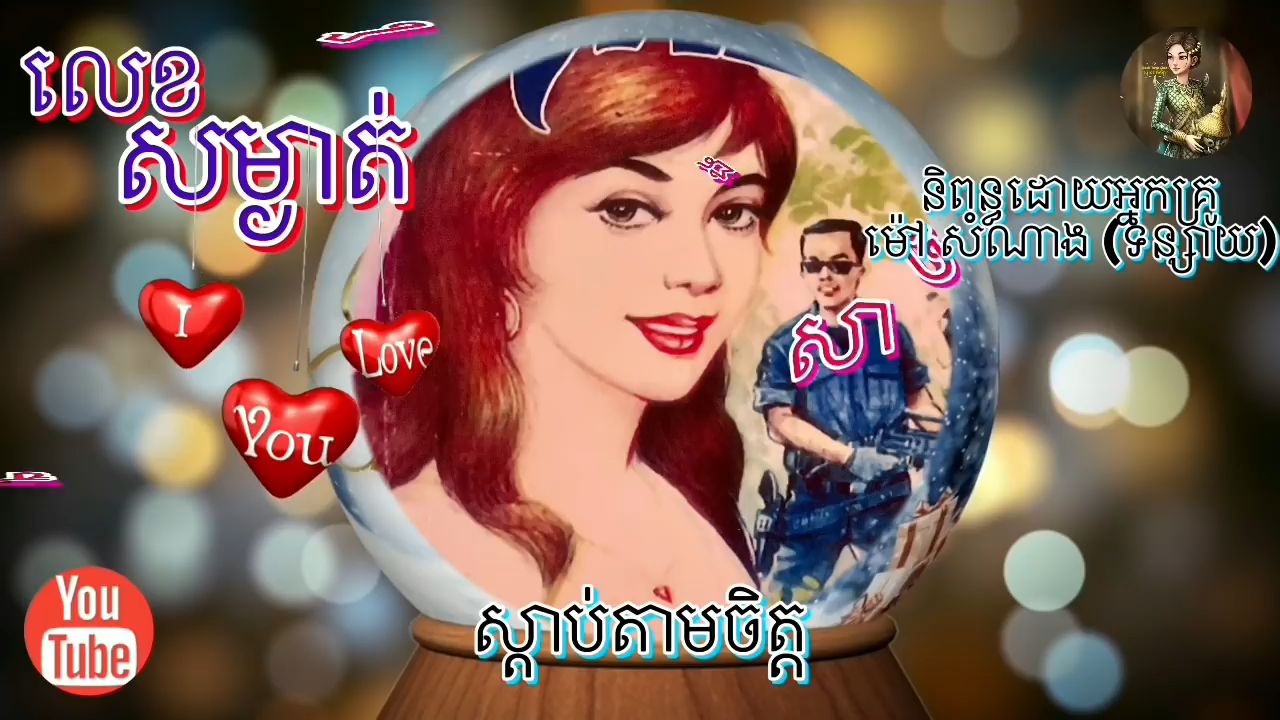 លេខ
សម្លាត់
និពន្ធដោយអ្នកគ្រូ
ម៉ៅ សំណាង (ទន្សាយ)
I
Love
You
សា
ស្តាប់តាមចិត្ត
You
Tube